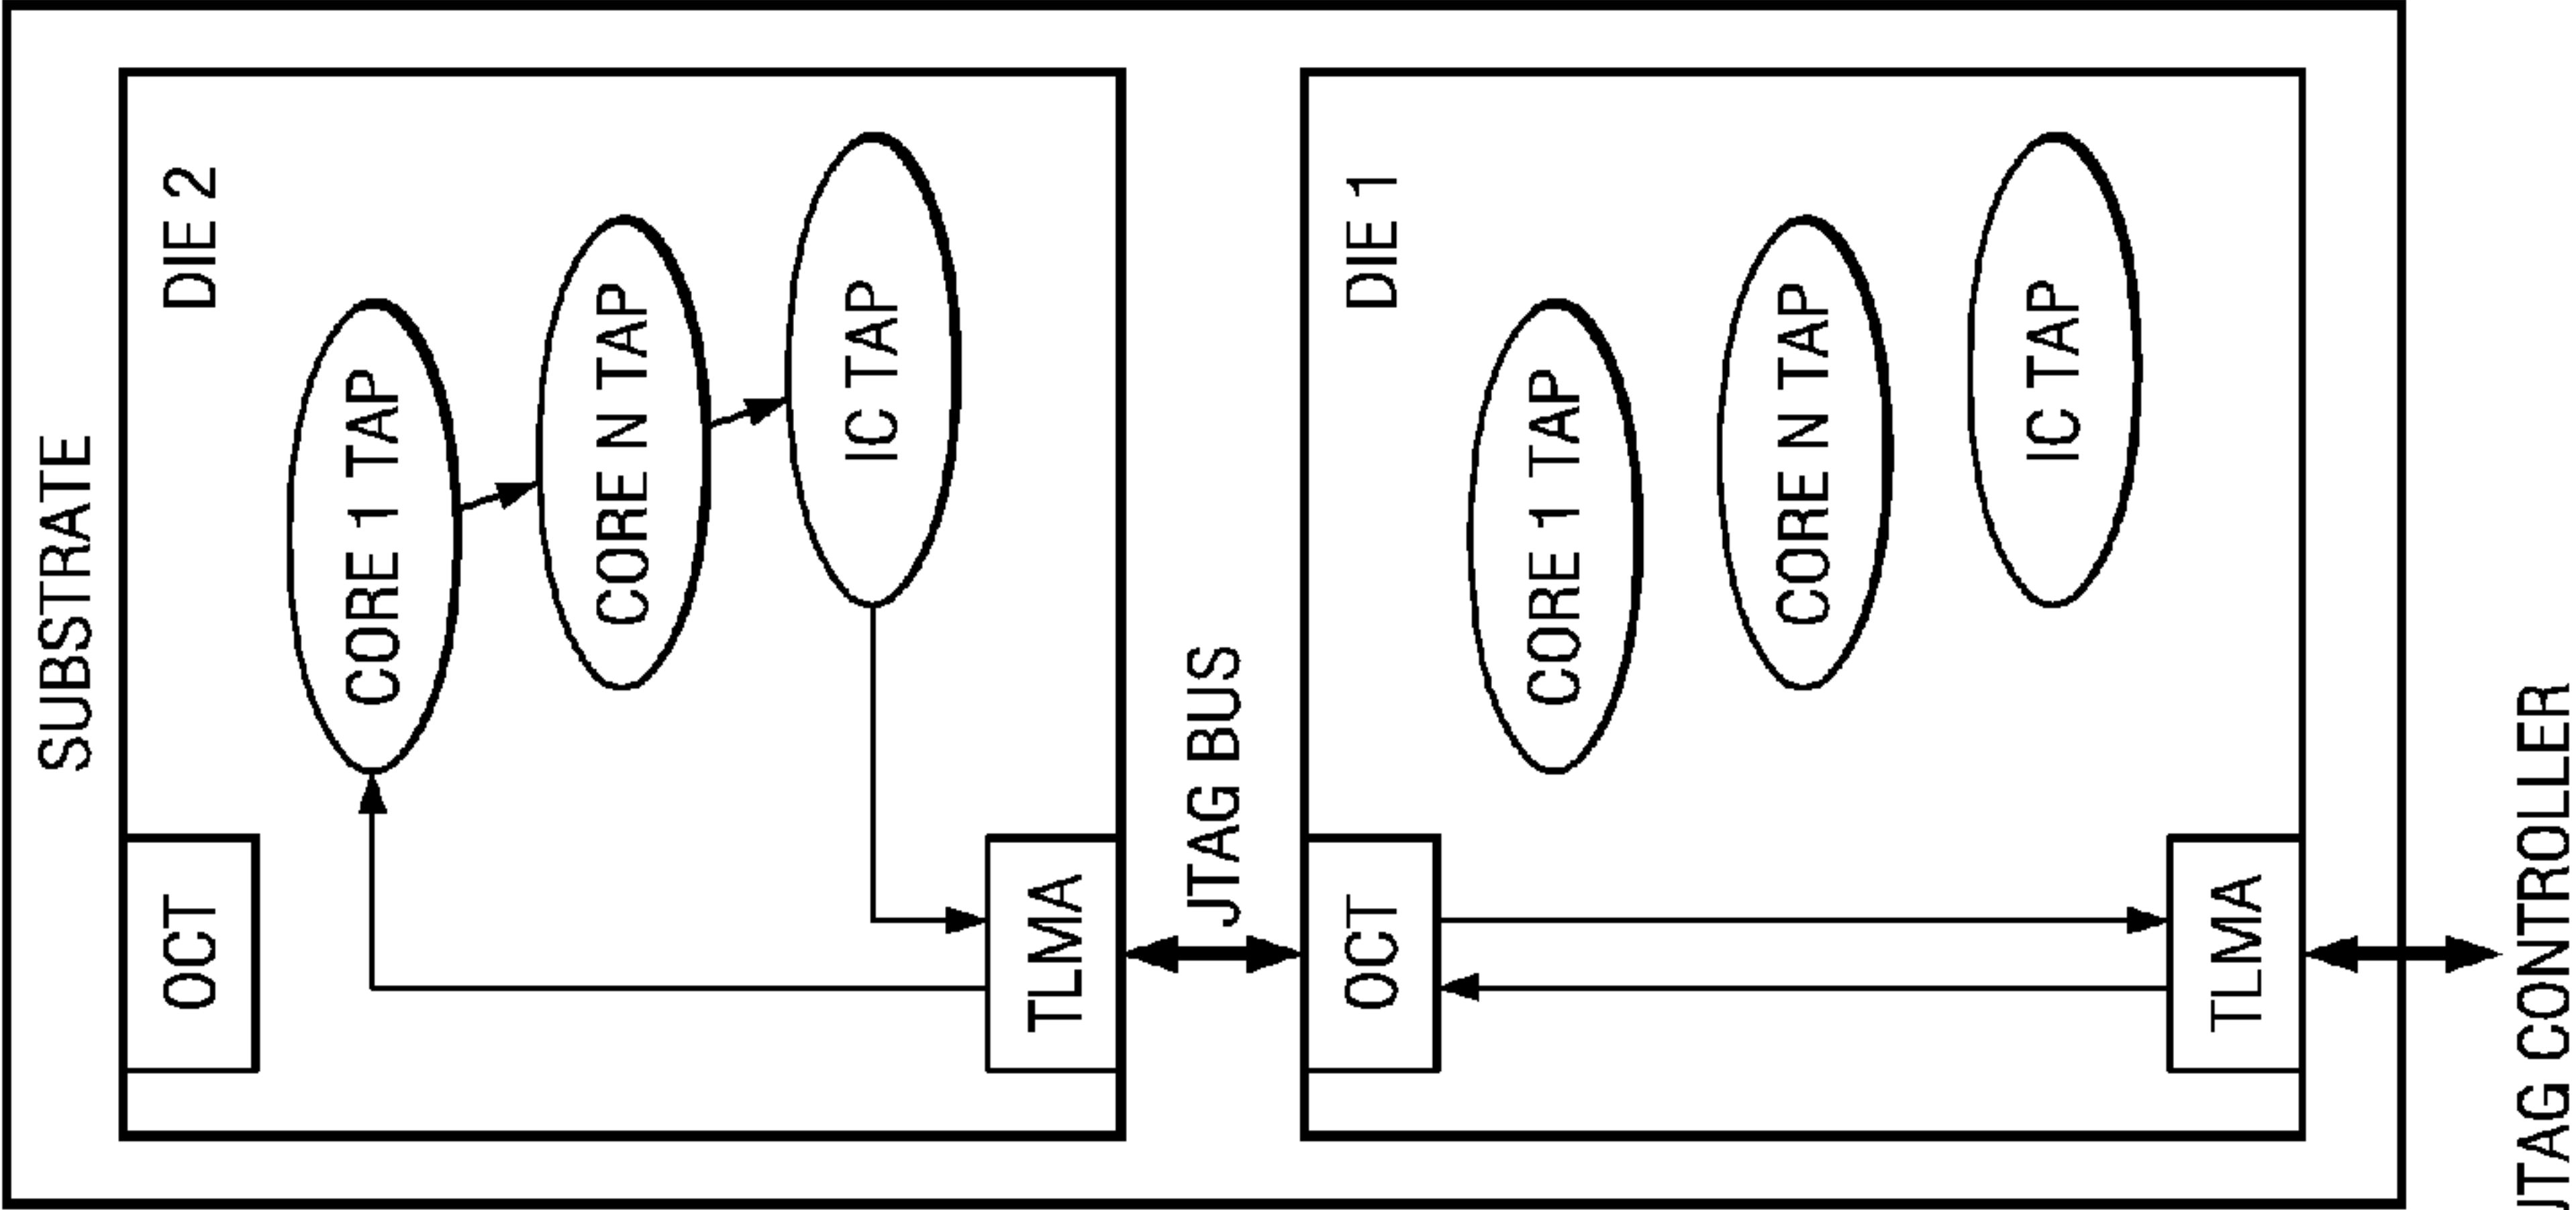 SUBSTRATE
DIE 2
OCT
CORE 1 TAP
CORE N TAP
IC TAP
TLMA
JTAG BUS
DIE 1
OCT
CORE 1 TAP
CORE N TAP
IC TAP
TLMA
JTAG CONTROLLER